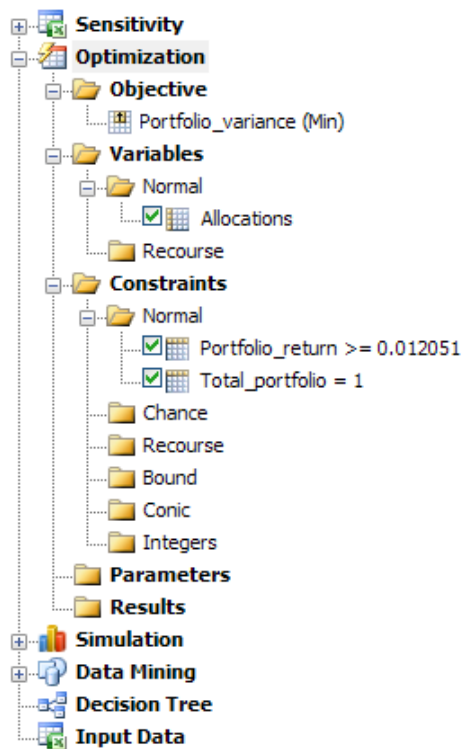 Sensitivity
Optimization
Objective
Portfolio_variance (Min)
Variables
Normal
Allocations
Recourse
Constraints
Normal
Portfolio_return >= 0.012051
Total_portfolio = 1
Chance
Recourse
Bound
Conic
Integers
Parameters
Results
Simulation
Data Mining
Decision Tree
Input Data